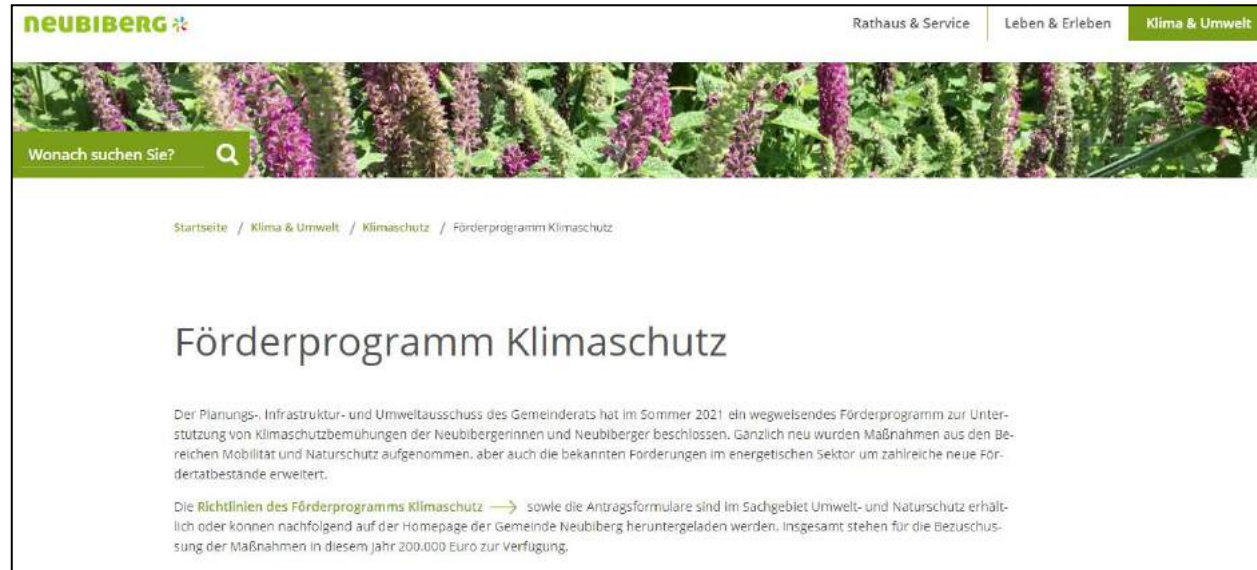 neubiberg
Rathaus & Service
Leben & Erleben
Klima & Umwelt
Wonach suchen Sie?
Startseite / Klima & Umwelt / Klimaschutz / Förderprogramm Klimaschutz
Förderprogramm Klimaschutz
Der Planungs-, Infrastruktur- und Umweltausschuss des Gemeinderats hat im Sommer 2021 ein wegweisendes Förderprogramm zur Unter-
stützung von Klimaschutzbemühungen der Neubibergerinnen und Neubiberger beschlossen. Gänzlich neu wurden Maßnahmen aus den Be-
reichen Mobilität und Naturschutz aufgenommen, aber auch die bekannten Förderungen im energetischen Sektor um zahlreiche neue För-
dertatbestände erweitert.
Die Richtlinien des Förderprogramms Klimaschutz → sowie die Antragsformulare sind im Sachgebiet Umwelt- und Naturschutz erhält-
lich oder können nachfolgend auf der Homepage der Gemeinde Neubiberg heruntergeladen werden. Insgesamt stehen für die Bezuschus-
sung der Maßnahmen in diesem Jahr 200.000 Euro zur Verfügung.